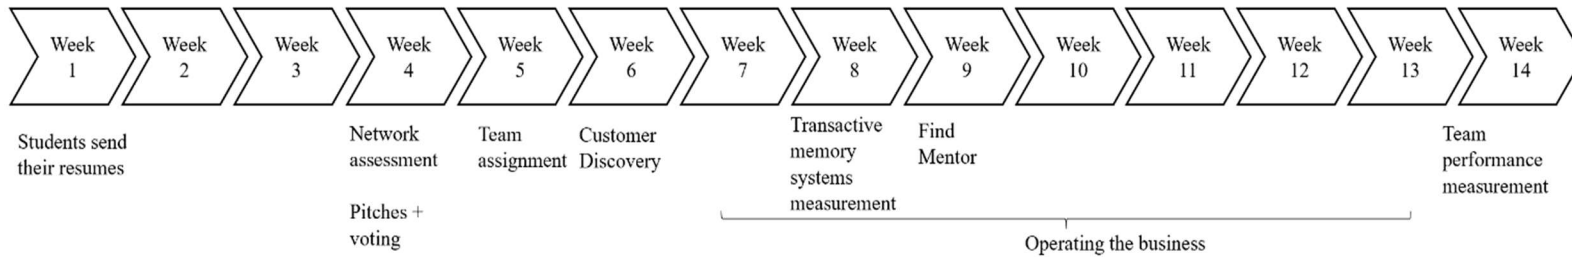 Week
1
Week
2
Week
3
Week
4
Week
5
Week
6
Week
7
Week
8
Week
9
Week
10
Week
11
Week
12
Week
13
Week
14
Students send
their resumes
Network
assessment
Pitches +
voting
Team
assignment
Customer
Discovery
Transactive
memory
systems
measurement
Find
Mentor
Team
performance
measurement
Operating the business